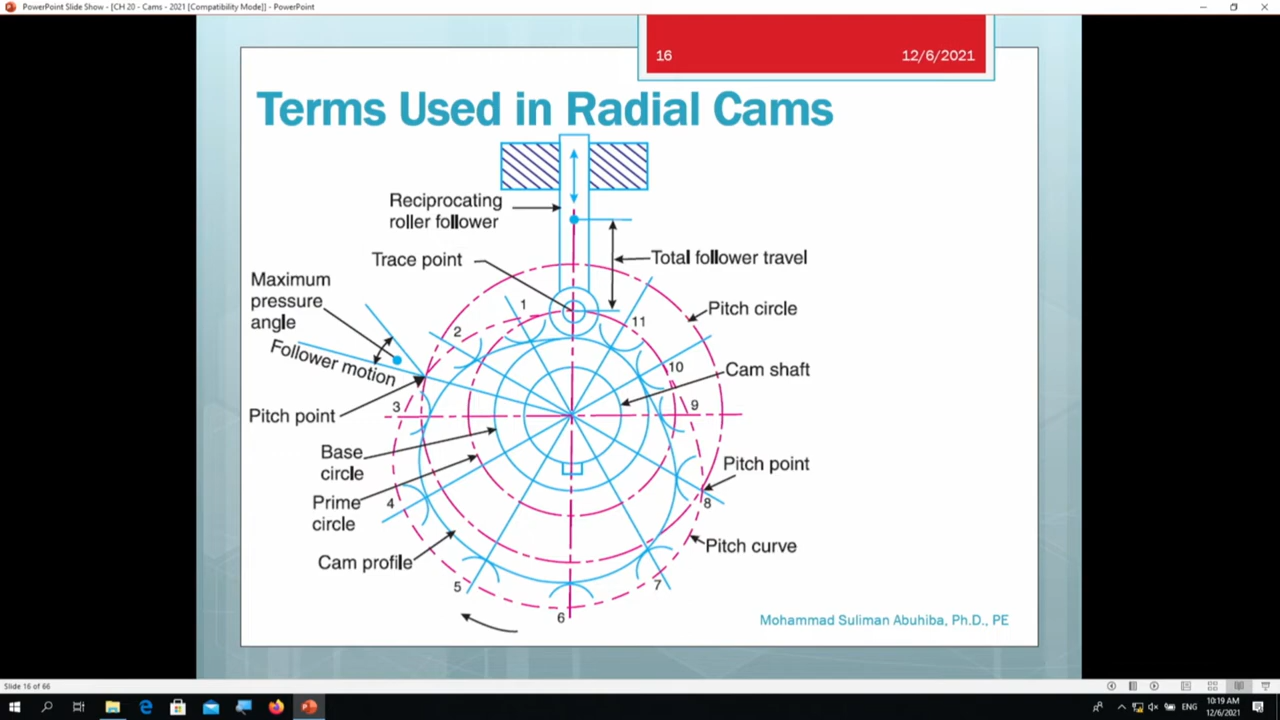 PowerPoint Slide Show - [CH 20 - Cams - 2021 [Compatibility Mode]] - PowerPoint
16 12/6/2021
Terms Used in Radial Cams
Reciprocating
roller follower
Trace point
Total follower travel
Maximum
pressure
angle
Pitch circle
1
11
2
Follower motion
10
Cam shaft
3
9
Pitch point
Base
circle
Pitch point
Prime
circle
4
8
Pitch curve
Cam profile
5
7
6
Mohammad Suliman Abuhiba, Ph.D., PE
Slide 16 of 66
ENG
10:19 AM
12/6/2021